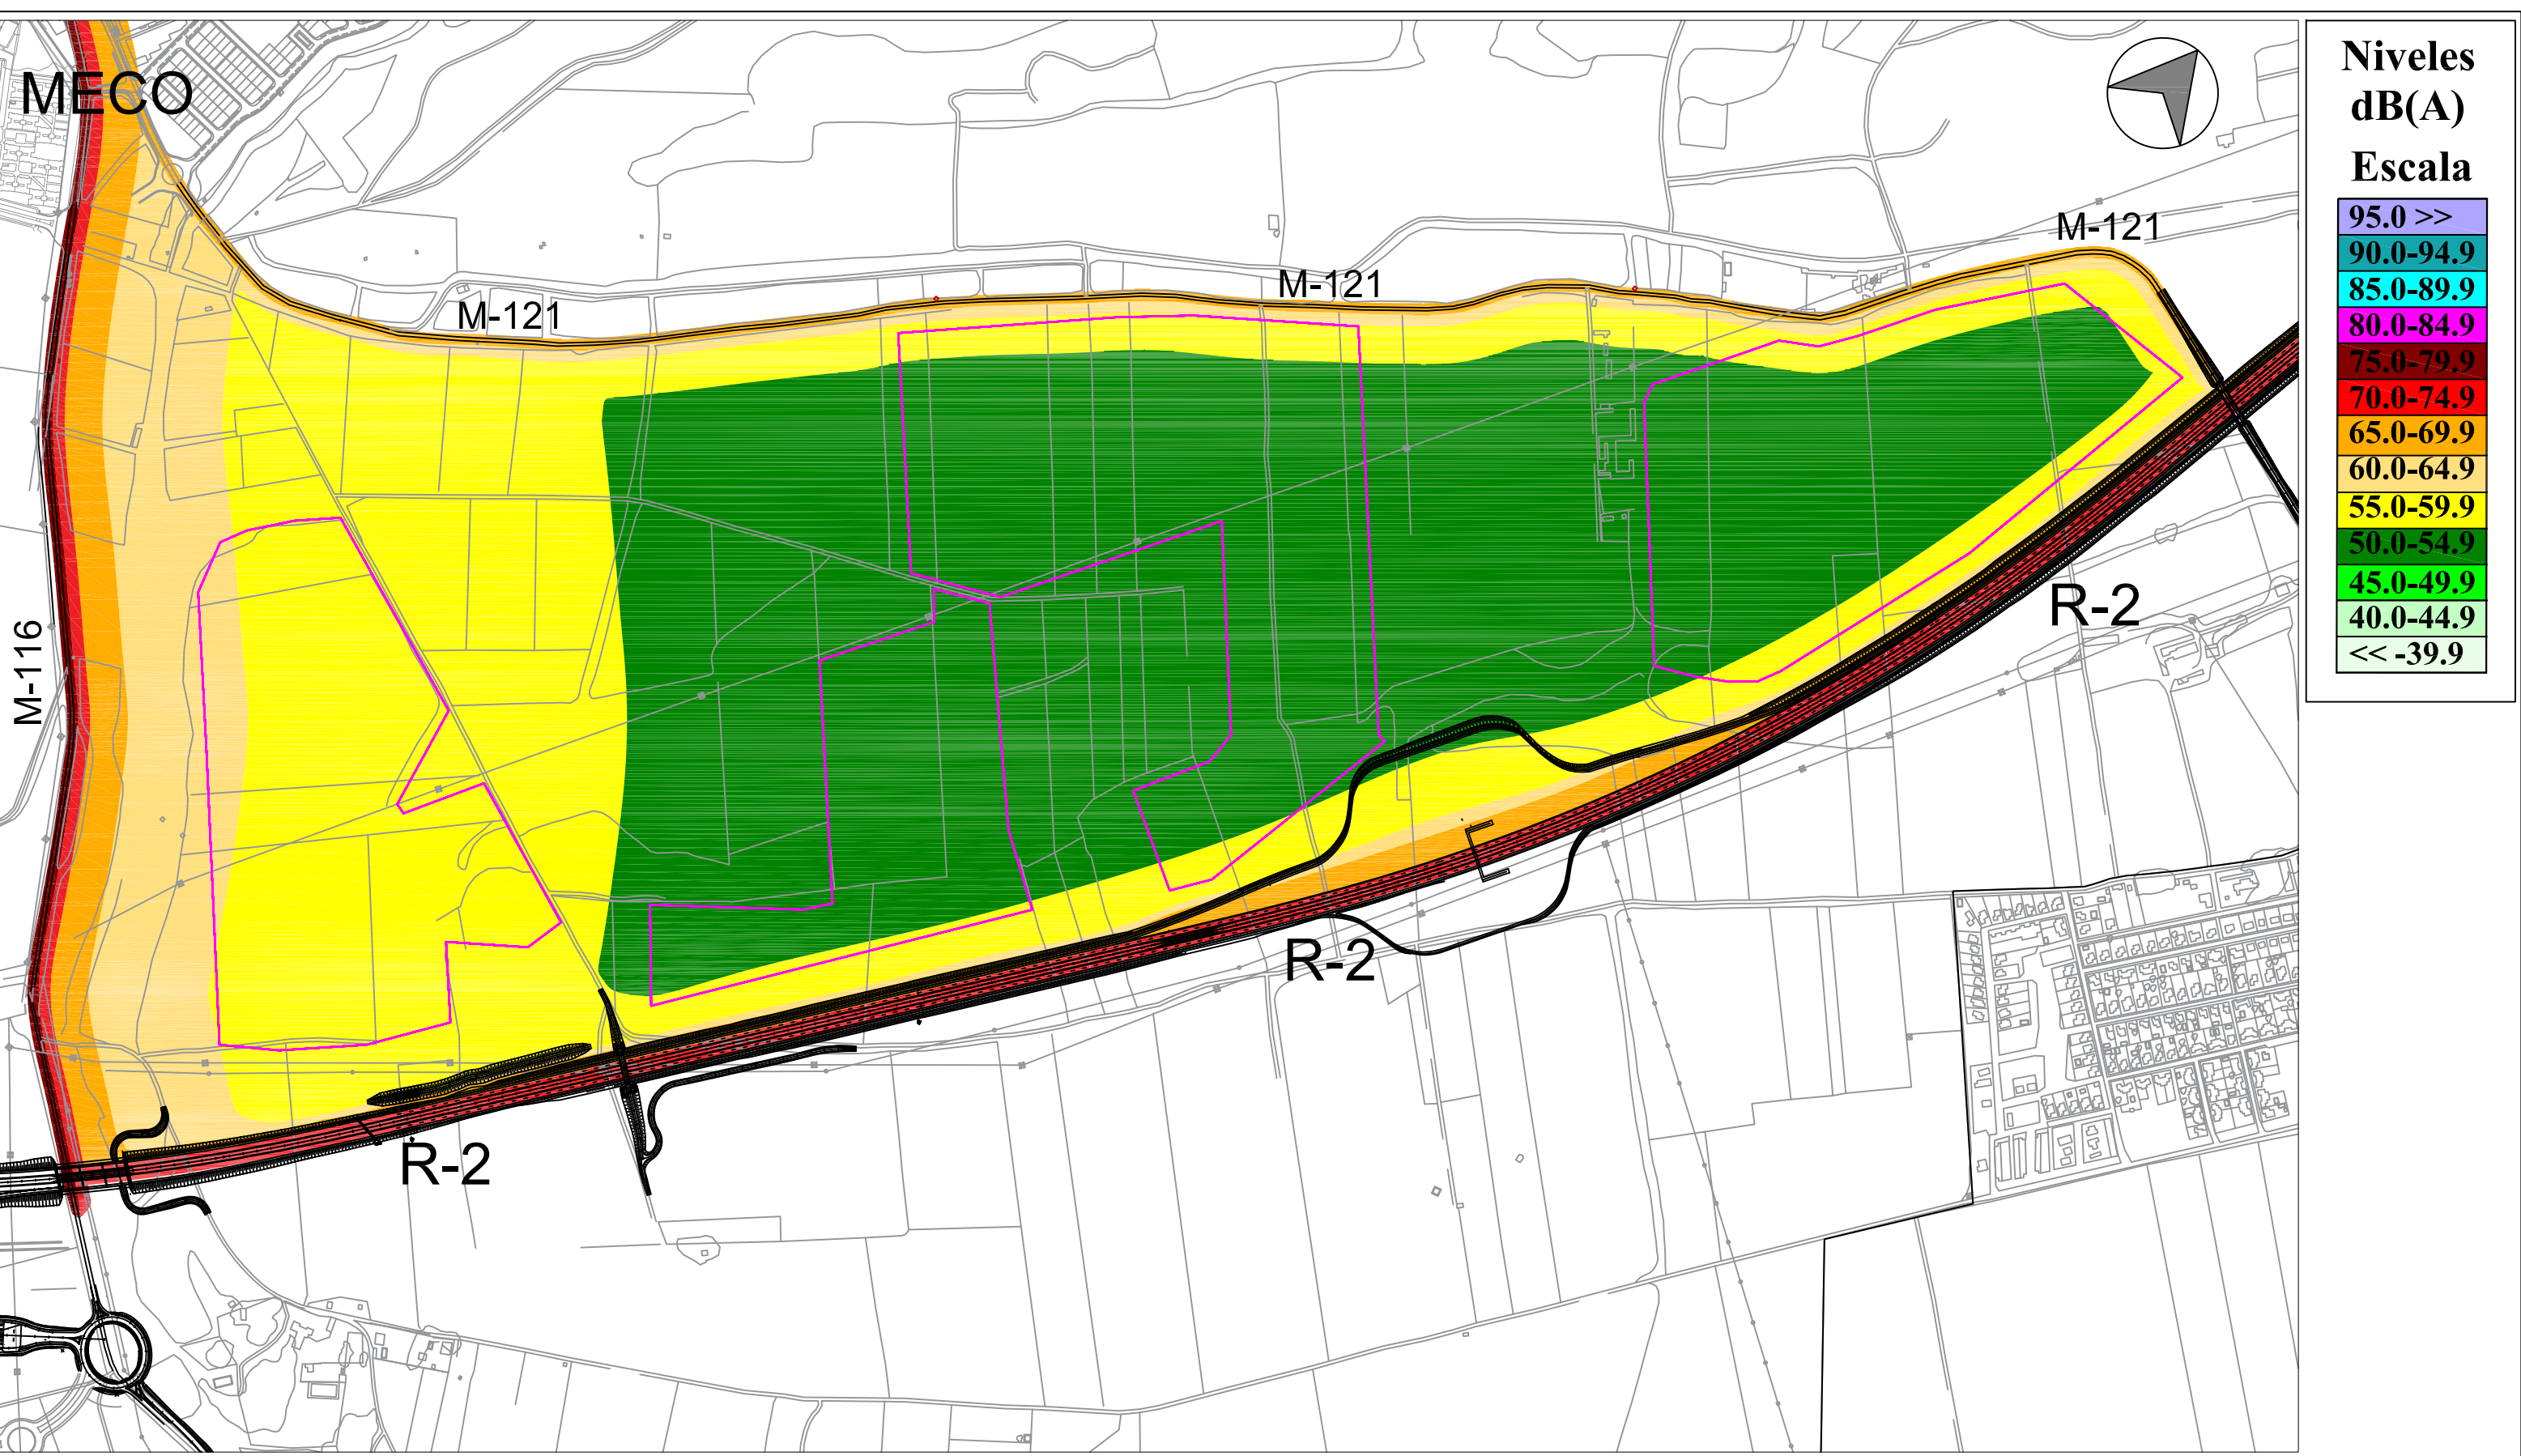 MECO
M-121
M-121
M-121
M-116
R-2
R-2
R-2
Niveles
dB(A)
Escala
95.0 >>
90.0-94.9
85.0-89.9
80.0-84.9
75.0-79.9
70.0-74.9
65.0-69.9
60.0-64.9
55.0-59.9
50.0-54.9
45.0-49.9
40.0-44.9
<< -39.9